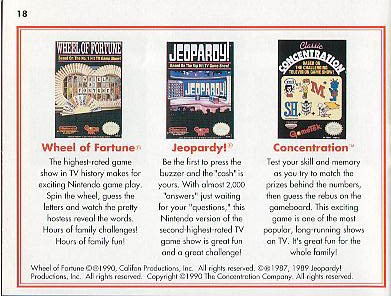 18
WHEEL OF FORTUNE
Based On The No. 1 Hit TV Game Show!
JEOPARDY!
Based On The Hit TV Game Show!
JEOPARDY!
Classic
CONCENTRATION
BASED ON
THE CHALLENGING
TELEVISION GAME SHOW!
GAMETEK
Wheel of Fortune®
The highest-rated game
show in TV history makes for
exciting Nintendo game play.
Spin the wheel, guess the
letters and watch the pretty
hostess reveal the words.
Hours of family challenges!
Hours of family fun!
Jeopardy!®
Be the first to press the
buzzer and the "cash" is
yours. With almost 2,000
"answers" just waiting
for your "questions," this
Nintendo version of the
second-highest-rated TV
game show is great fun
and a great challenge!
Concentration™
Test your skill and memory
as you try to match the
prizes behind the numbers,
then guess the rebus on the
gameboard. This exciting
game is one of the most
popular, long-running shows
on TV. It's great fun for the
whole family!
Wheel of Fortune ©®1990, Califon Productions, Inc. All rights reserved. ©®1987, 1989 Jeopardy!
Productions, Inc. All rights reserved. Copyright ©1990 The Concentration Company. All rights reserved.